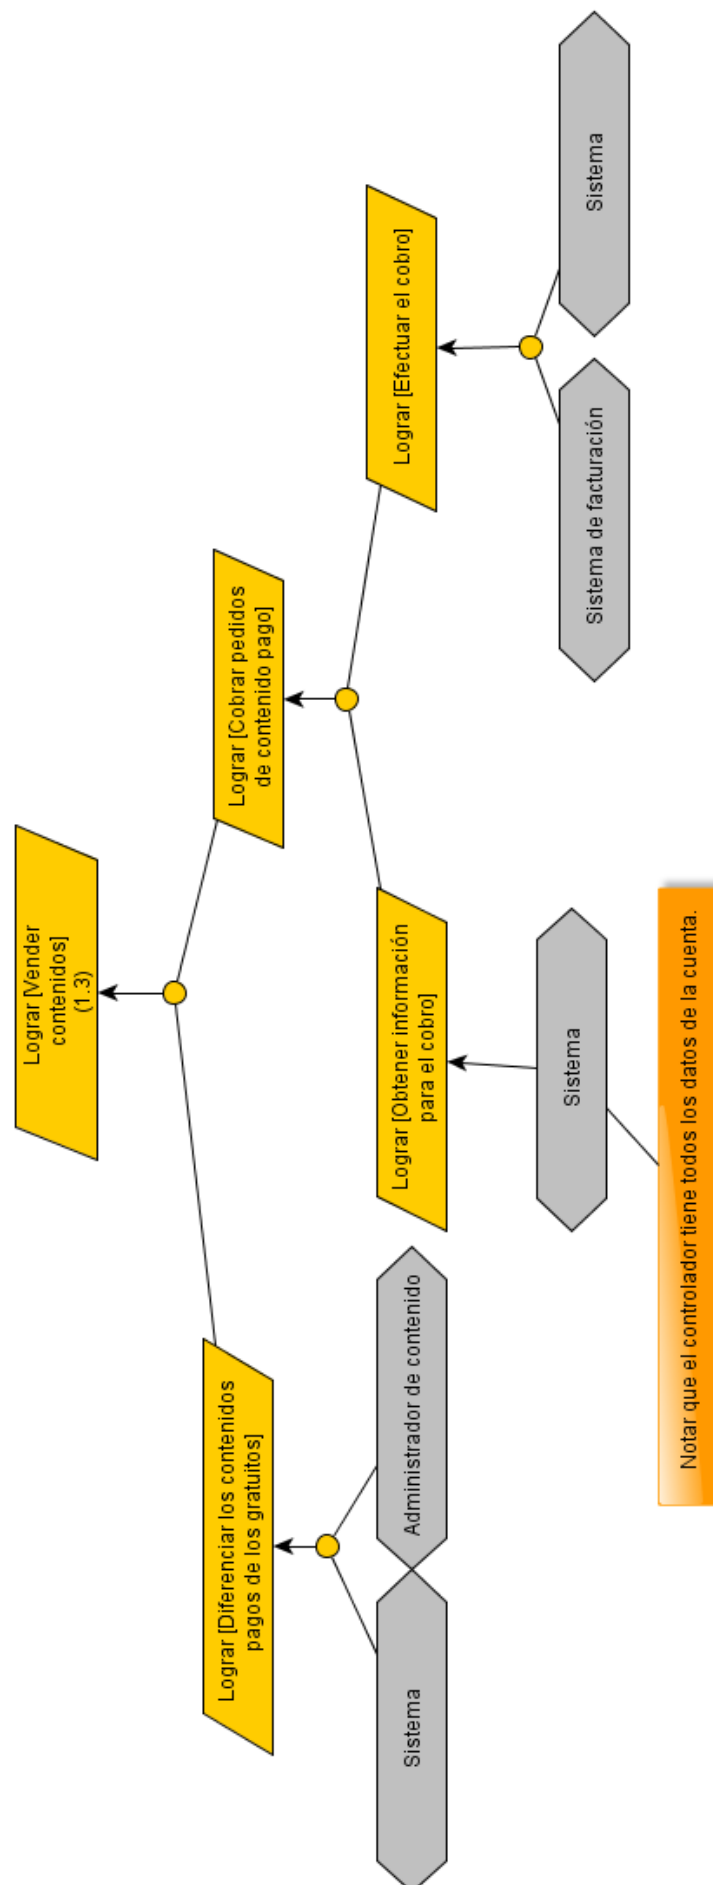 Lograr [Vender
contenidos]
(1.3)
Lograr [Diferenciar los contenidos
pagos de los gratuitos]
Lograr [Cobrar pedidos
de contenido pago]
Sistema
Administrador de contenido
Lograr [Obtener información
para el cobro]
Lograr [Efectuar el cobro]
Sistema
Sistema de facturación
Sistema
Notar que el controlador tiene todos los datos de la cuenta.